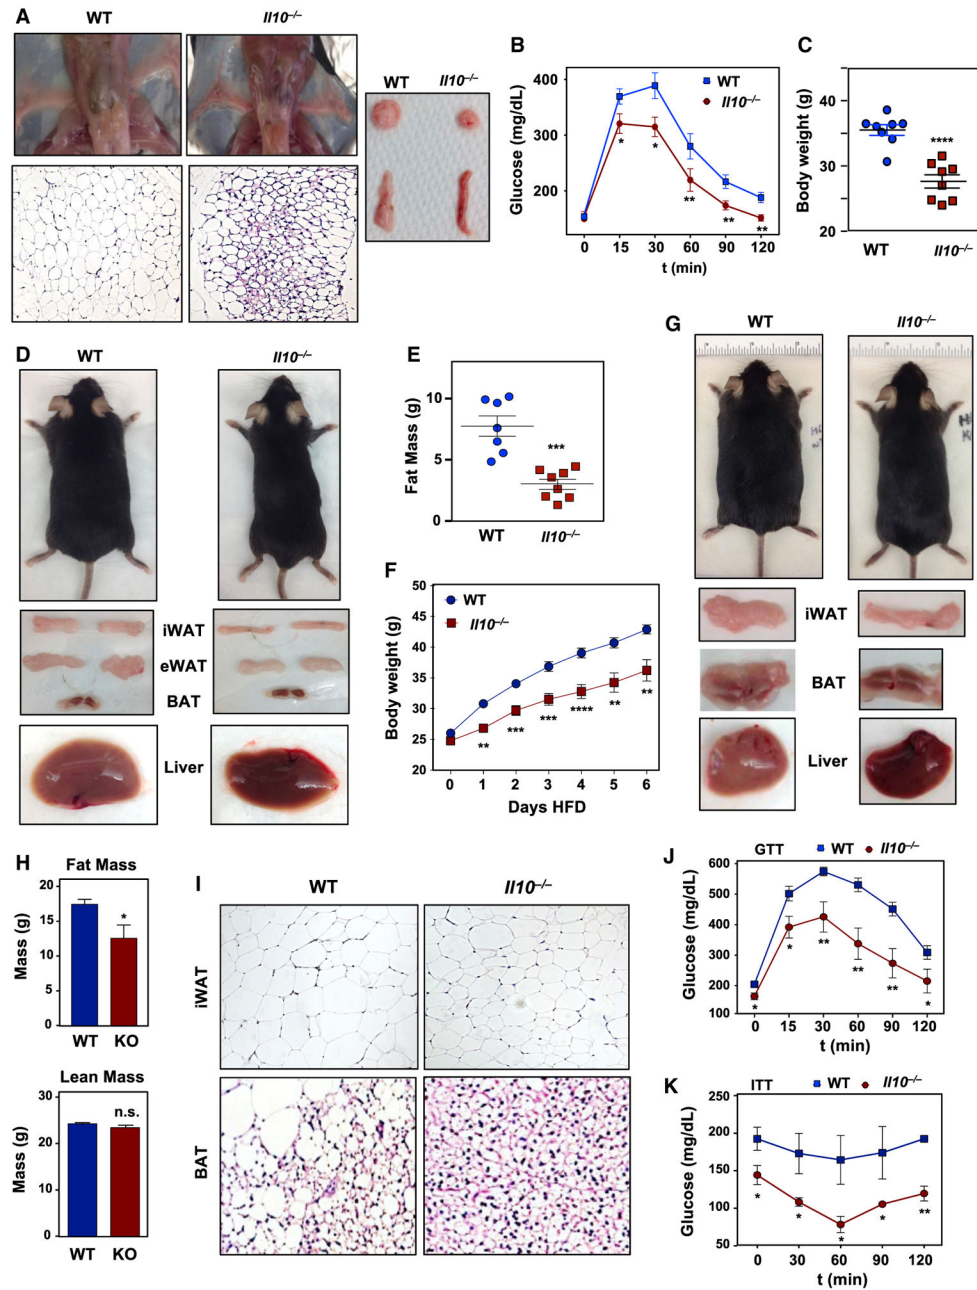 A
WT
Il10–/–
WT
Il10–/–
B
Glucose (mg/dL)
400
300
200
WT
Il10–/–
*
*
**
**
**
0 15 30 60 90 120
t (min)
C
Body weight (g)
40
30
20
****
WT
Il10–/–
D
WT
Il10–/–
iWAT
eWAT
BAT
Liver
E
Fat Mass (g)
10
5
0
***
WT
Il10–/–
F
Body weight (g)
50
45
40
35
30
25
20
WT
Il10–/–
**
***
***
****
**
**
0 1 2 3 4 5 6
Days HFD
G
WT
Il10–/–
iWAT
BAT
Liver
H
Fat Mass
Mass (g)
20
15
10
5
0
*
WT KO
Lean Mass
Mass (g)
30
20
10
0
n.s.
WT KO
I
WT
Il10–/–
iWAT
BAT
J
GTT
WT
Il10–/–
Glucose (mg/dL)
600
500
400
300
200
100
*
*
**
**
**
*
0 15 30 60 90 120
t (min)
K
ITT
WT
Il10–/–
Glucose (mg/dL)
250
200
150
100
50
*
*
*
*
**
0 30 60 90 120
t (min)